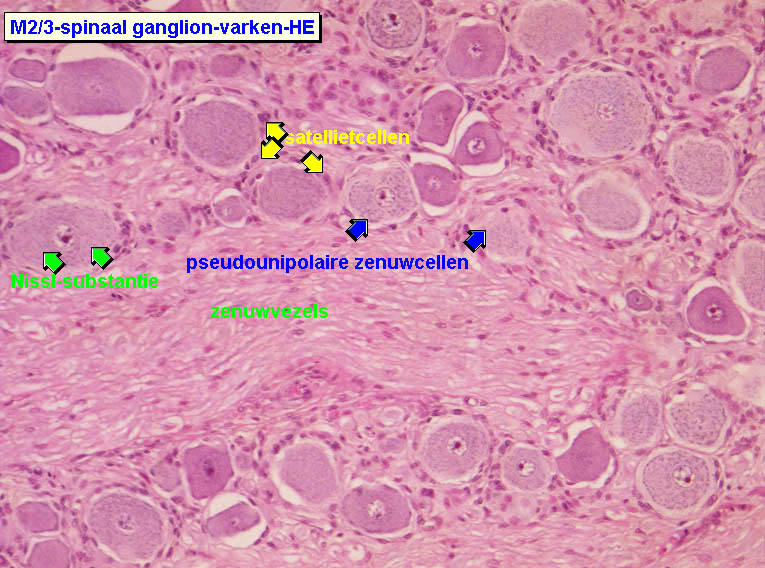 M2/3-spinaal ganglion-varken-HE
satellietcellen
pseudounipolaire zenuwcellen
Nissl-substantie
zenuwvezels